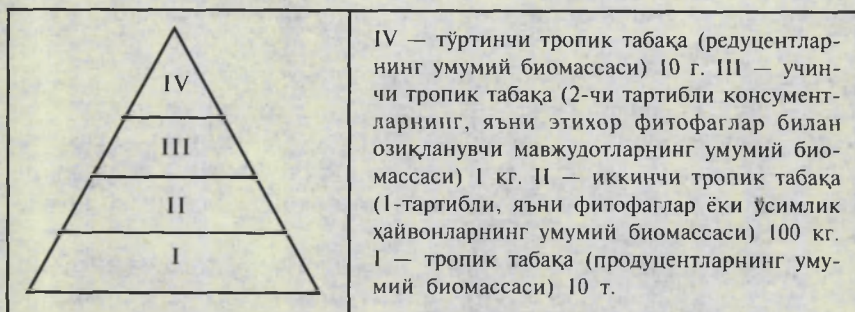 IV
III
II
I
IV — тўртинчи тропик табақа (редуцентлар-
нинг умумий биомассаси) 10 г. III — учин-
чи тропик табақа (2-чи тартибли консумент-
ларнинг, яъни этихор фитофаглар билан
озиқланувчи мавжудотларнинг умумий био-
массаси) 1 кг. II — иккинчи тропик табақа
(1-тартибли, яъни фитофаглар ёки ўсимлик
ҳайвонларнинг умумий биомассаси) 100 кг.
I — тропик табақа (продуцентларнинг уму-
мий биомассаси) 10 т.